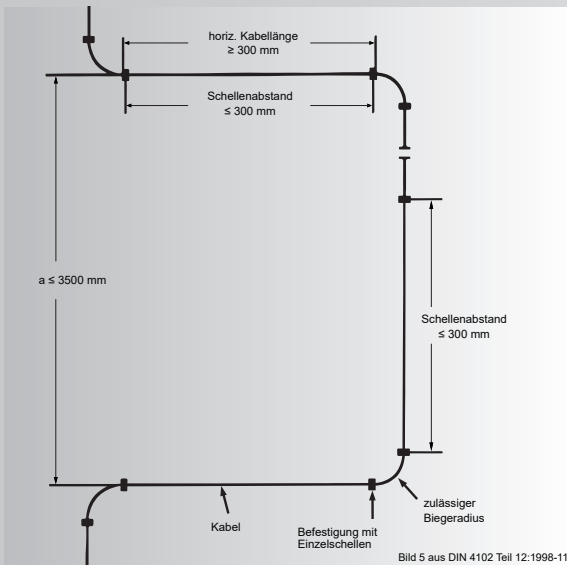 horiz. Kabellänge
≥ 300 mm
Schellenabstand
≤ 300 mm
a ≤ 3500 mm
Schellenabstand
≤ 300 mm
zulässiger
Biegeradius
Kabel
Befestigung mit
Einzelschellen
Bild 5 aus DIN 4102 Teil 12:1998-11